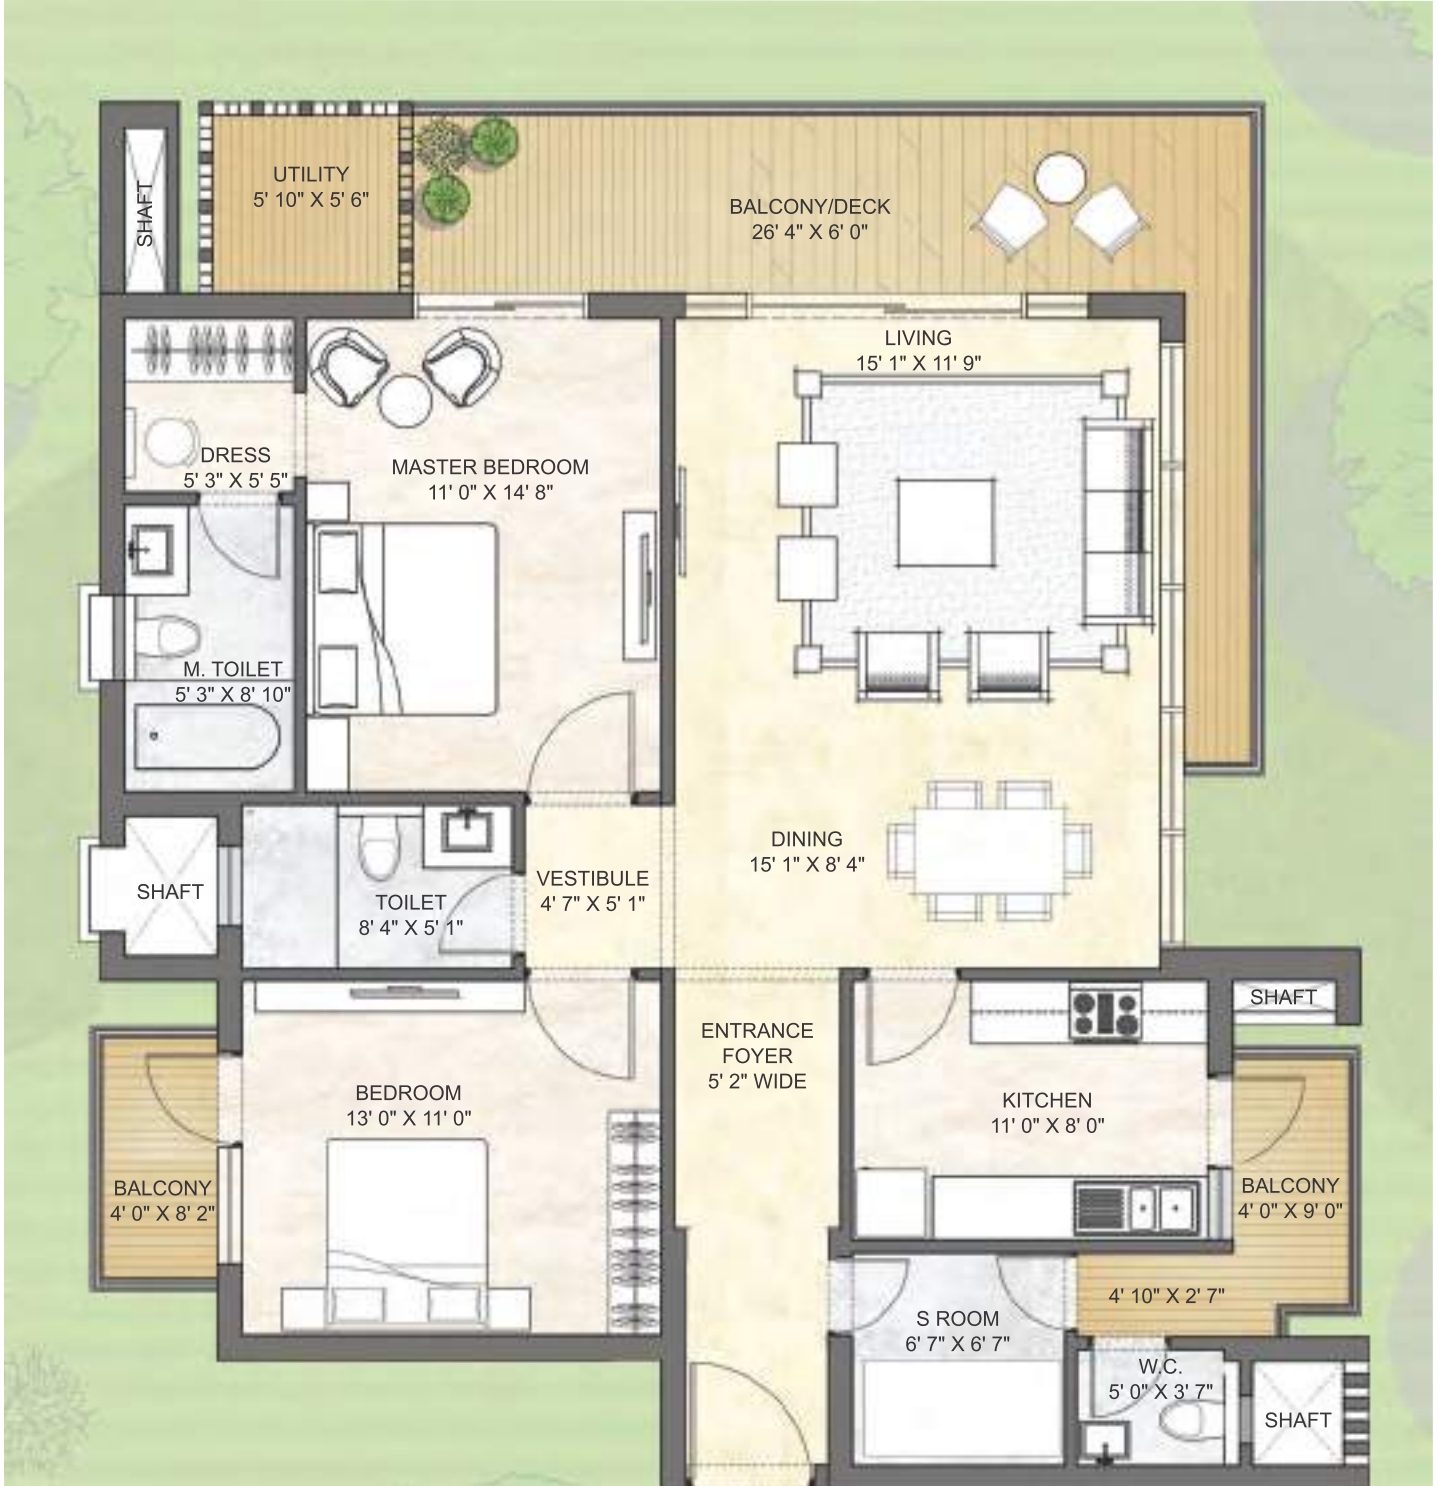 UTILITY
5' 10" X 5' 6"
SHAFT
BALCONY/DECK
26' 4" X 6' 0"
LIVING
15' 1" X 11' 9"
DRESS
5' 3" X 5' 5"
MASTER BEDROOM
11' 0" X 14' 8"
M. TOILET
5' 3" X 8' 10"
DINING
15' 1" X 8' 4"
SHAFT
TOILET
8' 4" X 5' 1"
VESTIBULE
4' 7" X 5' 1"
SHAFT
ENTRANCE
FOYER
5' 2" WIDE
BEDROOM
13' 0" X 11' 0"
KITCHEN
11' 0" X 8' 0"
BALCONY
4' 0" X 8' 2"
BALCONY
4' 0" X 9' 0"
4' 10" X 2' 7"
S ROOM
6' 7" X 6' 7"
W.C.
5' 0" X 3' 7"
SHAFT